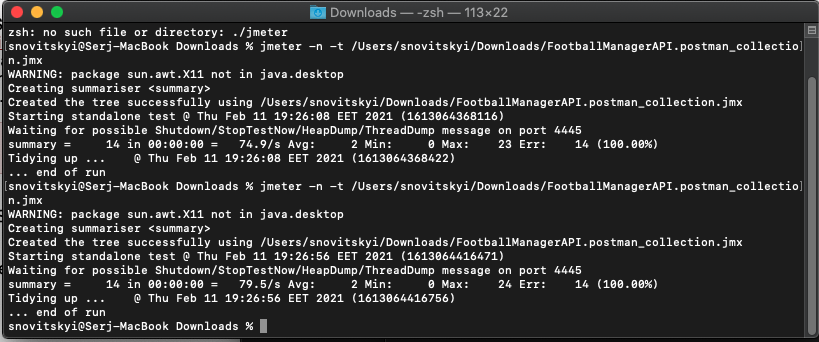 Downloads — -zsh — 113×22
zsh: no such file or directory: ./jmeter
[snovitskyi@Serj-MacBook Downloads % jmeter -n -t /Users/snovitskyi/Downloads/FootballManagerAPI.postman_collectio]
n.jmx
WARNING: package sun.awt.X11 not in java.desktop
Creating summariser <summary>
Created the tree successfully using /Users/snovitskyi/Downloads/FootballManagerAPI.postman_collection.jmx
Starting standalone test @ Thu Feb 11 19:26:08 EET 2021 (1613064368116)
Waiting for possible Shutdown/StopTestNow/HeapDump/ThreadDump message on port 4445
summary =     14 in 00:00:00 =   74.9/s Avg:     2 Min:     0 Max:    23 Err:    14 (100.00%)
Tidying up ...    @ Thu Feb 11 19:26:08 EET 2021 (1613064368422)
... end of run
[snovitskyi@Serj-MacBook Downloads % jmeter -n -t /Users/snovitskyi/Downloads/FootballManagerAPI.postman_collectio]
n.jmx
WARNING: package sun.awt.X11 not in java.desktop
Creating summariser <summary>
Created the tree successfully using /Users/snovitskyi/Downloads/FootballManagerAPI.postman_collection.jmx
Starting standalone test @ Thu Feb 11 19:26:56 EET 2021 (1613064416471)
Waiting for possible Shutdown/StopTestNow/HeapDump/ThreadDump message on port 4445
summary =     14 in 00:00:00 =   79.5/s Avg:     2 Min:     0 Max:    24 Err:    14 (100.00%)
Tidying up ...    @ Thu Feb 11 19:26:56 EET 2021 (1613064416756)
... end of run
snovitskyi@Serj-MacBook Downloads %